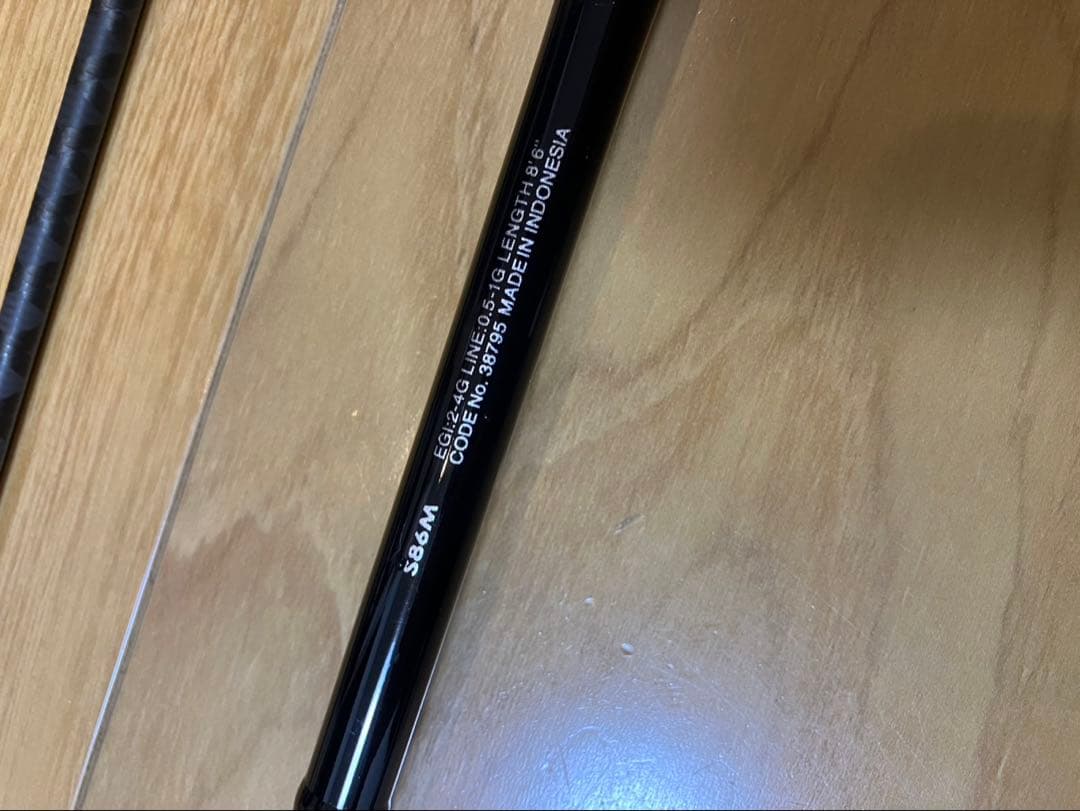 S86M
EGI:2-4G LINE:0.5-1G LENGTH 8'6"
CODE No. 38795 MADE IN INDONESIA